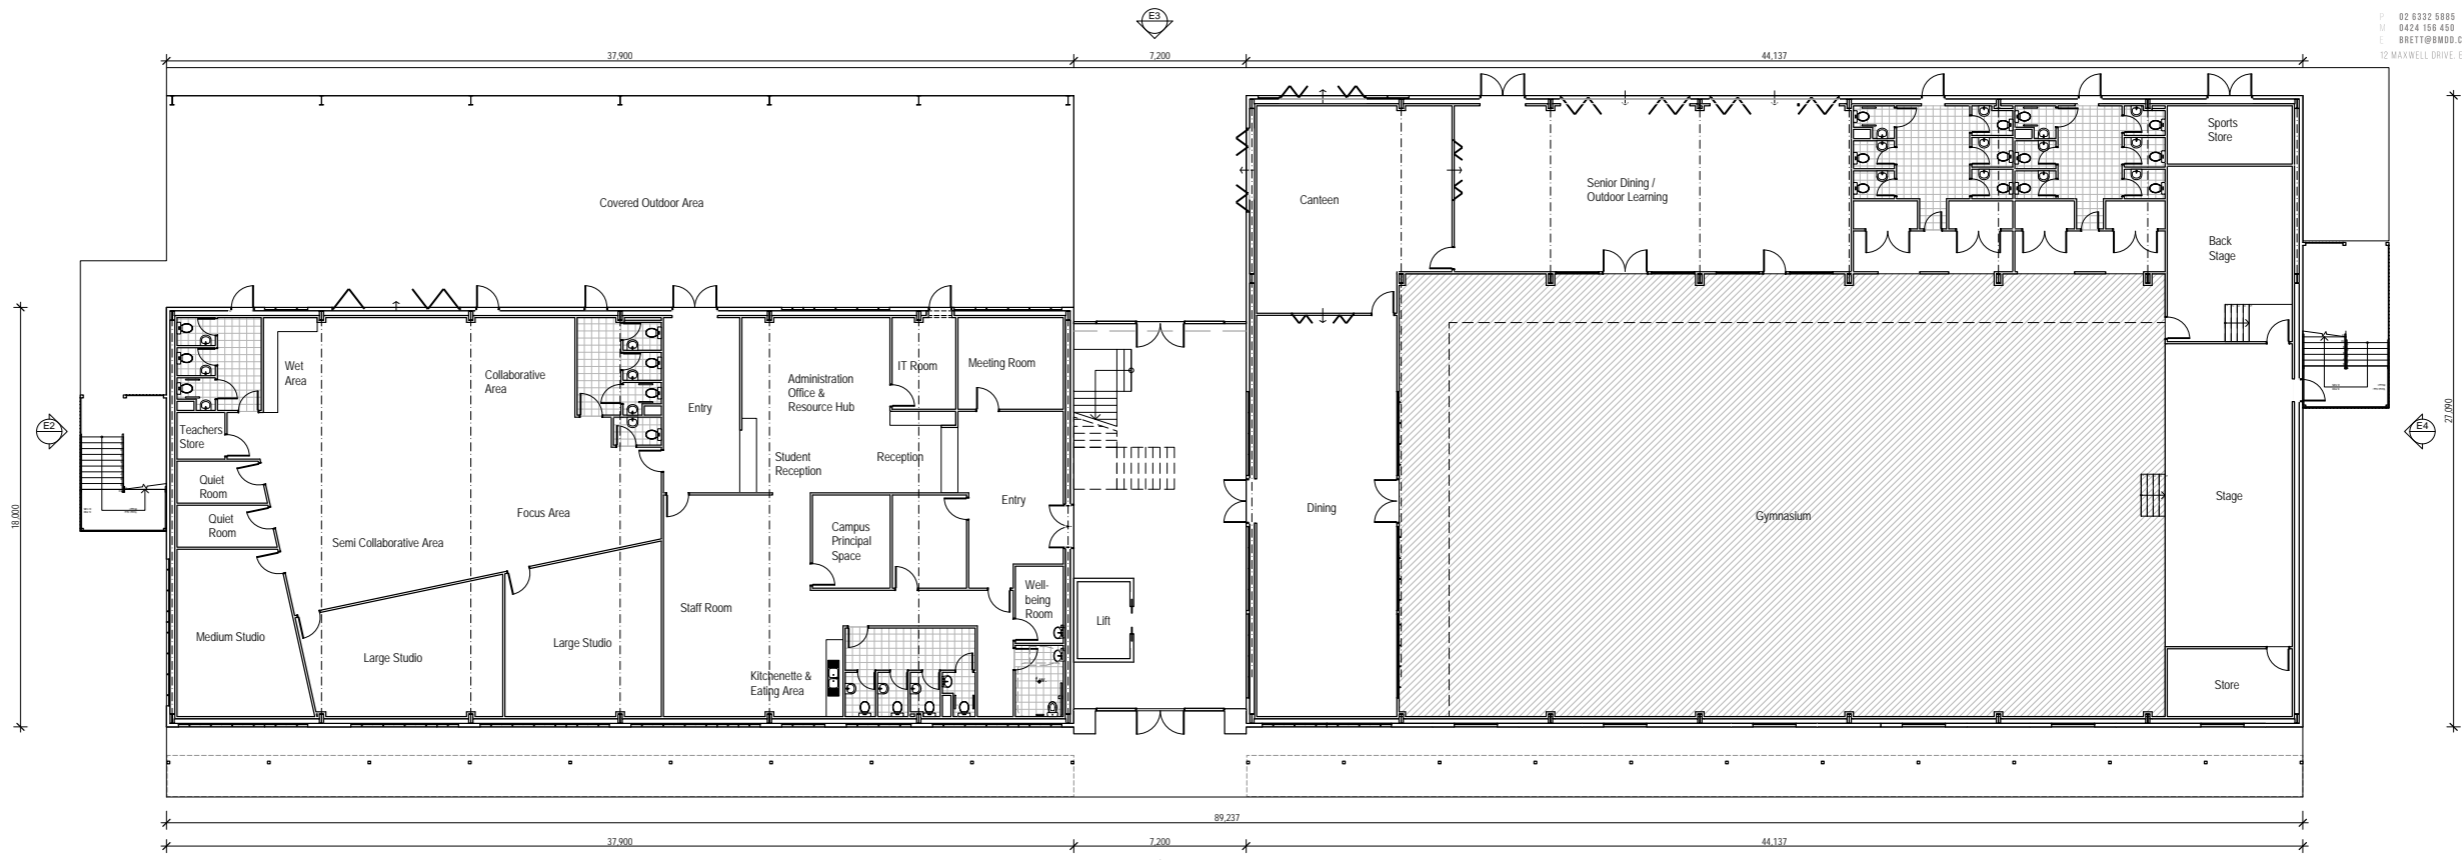 E3
P 02 6332 5885
M 0424 156 450
E BRETT@BMDD.C
12 MAXWELL DRIVE, E
37,900
7,200
44,137
Covered Outdoor Area
Canteen
Senior Dining /
Outdoor Learning
Sports
Store
Back
Stage
Wet
Area
Collaborative
Area
Entry
Administration
Office &
Resource Hub
IT Room
Meeting Room
E2
E4
27,090
18,000
Teachers
Store
Quiet
Room
Quiet
Room
Student
Reception
Reception
Entry
Focus Area
Semi Collaborative Area
Campus
Principal
Space
Dining
Gymnasium
Stage
Well-
being
Room
Lift
Staff Room
Medium Studio
Large Studio
Large Studio
Kitchenette &
Eating Area
Store
89,237
37,900
7,200
44,137